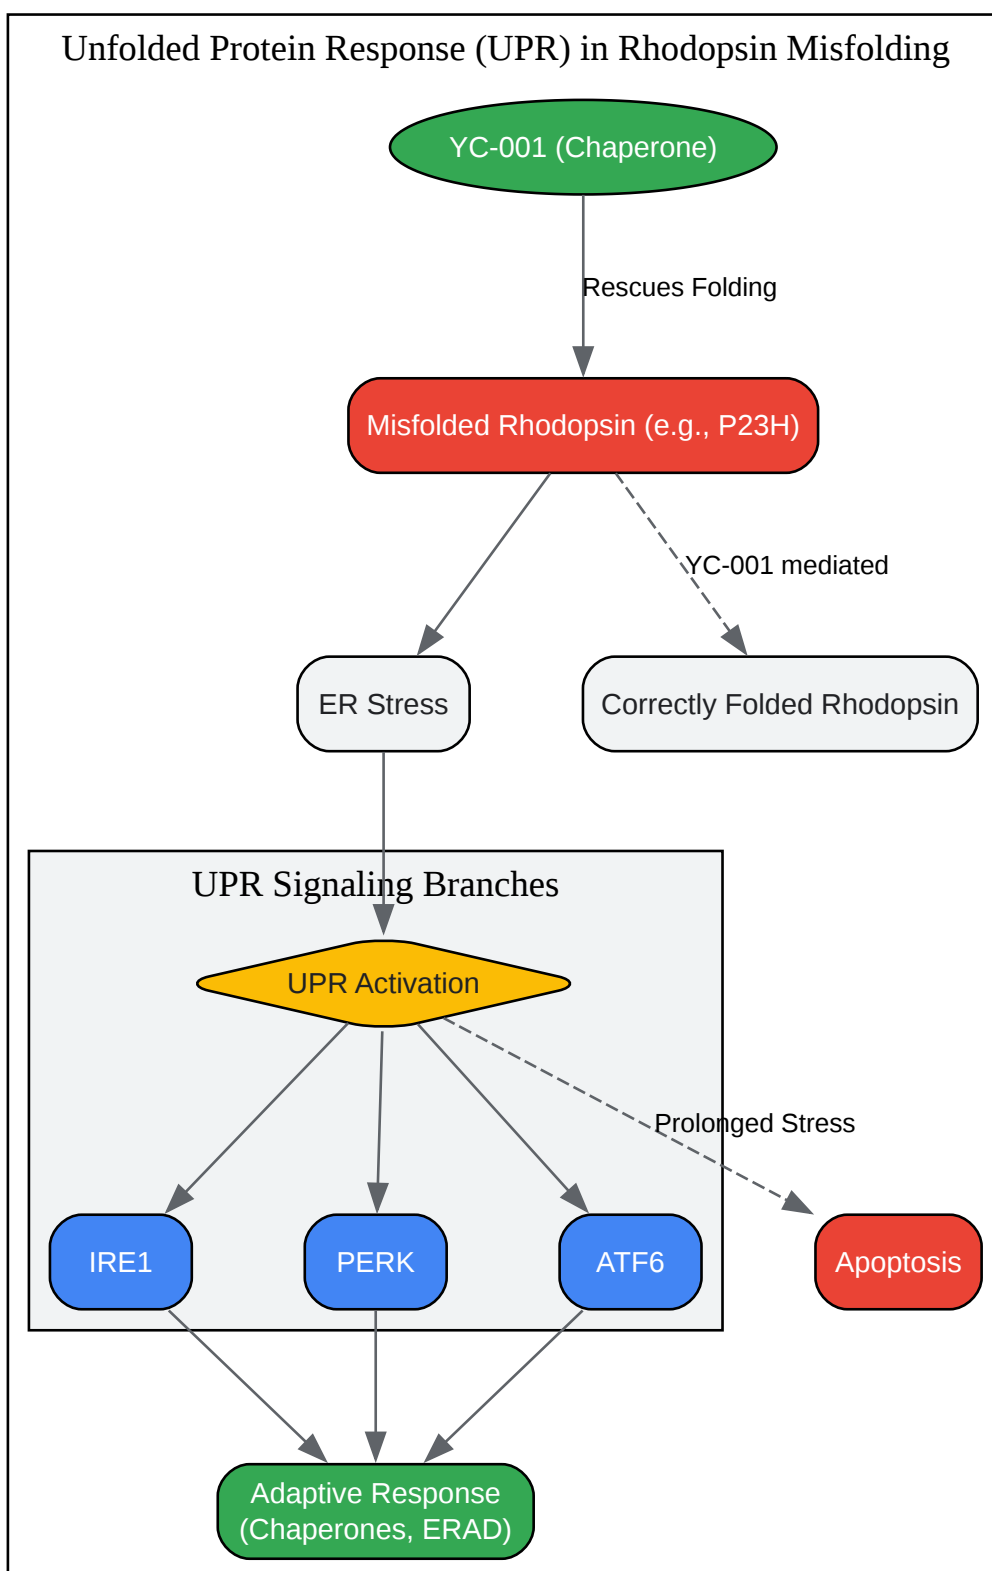 Unfolded Protein Response (UPR) in Rhodopsin Misfolding
YC-001 (Chaperone)
Rescues Folding
Misfolded Rhodopsin (e.g., P23H)
YC-001 mediated
ER Stress
Correctly Folded Rhodopsin
UPR Signaling Branches
UPR Activation
Prolonged Stress
IRE1
PERK
ATF6
Apoptosis
Adaptive Response
(Chaperones, ERAD)